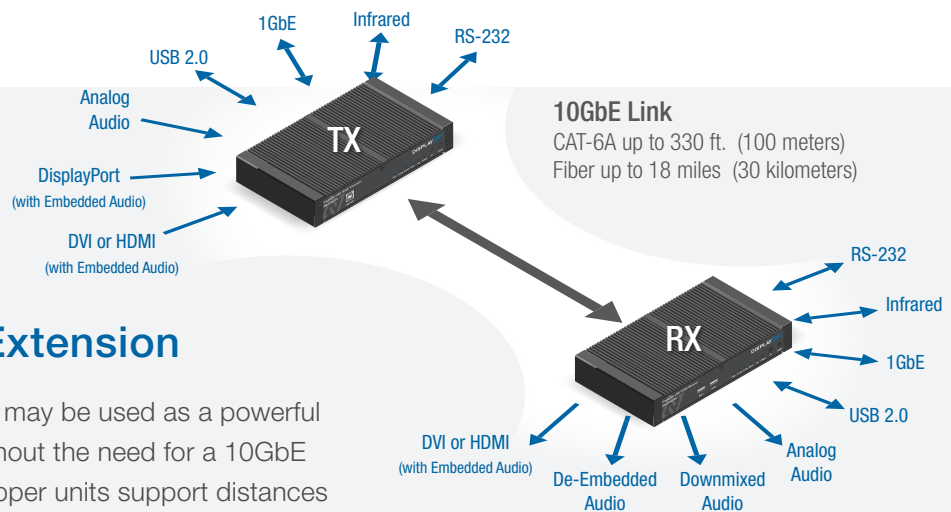 1GbE
Infrared
RS-232
USB 2.0
Analog
Audio
DisplayPort
(with Embedded Audio)
DVI or HDMI
(with Embedded Audio)
TX
DISPLAYNET
10GbE Link
CAT-6A up to 330 ft. (100 meters)
Fiber up to 18 miles (30 kilometers)
RS-232
Infrared
1GbE
USB 2.0
Analog
Audio
Downmixed
Audio
De-Embedded
Audio
DVI or HDMI
(with Embedded Audio)
RX
Extension
may be used as a powerful
hout the need for a 10GbE
pper units support distances